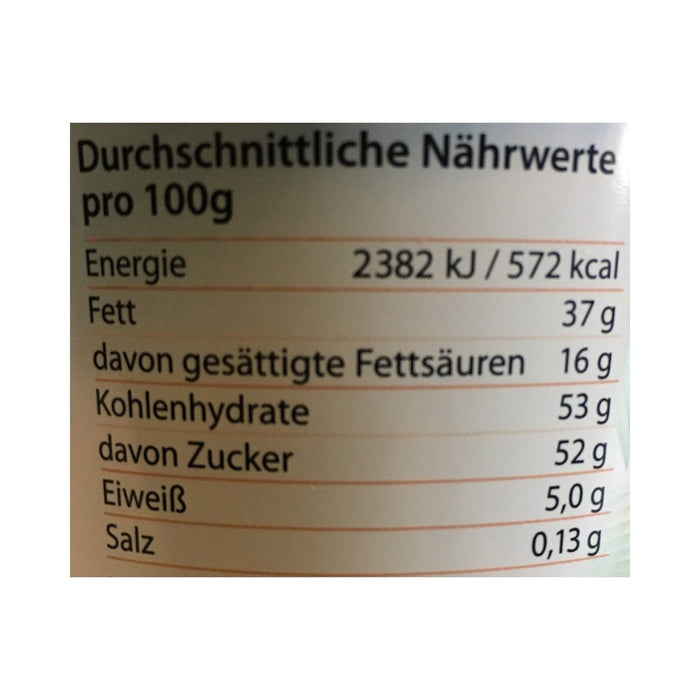 Durchschnittliche Nährwerte
pro 100g
Energie 2382 kJ / 572 kcal
Fett 37 g
davon gesättigte Fettsäuren 16 g
Kohlenhydrate 53 g
davon Zucker 52 g
Eiweiß 5,0 g
Salz 0,13 g